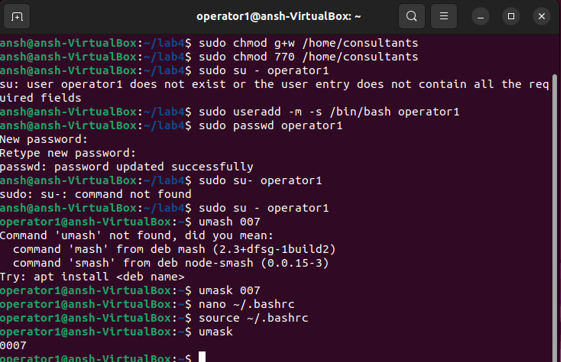 operator1@ansh-VirtualBox: ~
ansh@ansh-VirtualBox:~/lab4$ sudo chmod g+w /home/consultants
ansh@ansh-VirtualBox:~/lab4$ sudo chmod 770 /home/consultants
ansh@ansh-VirtualBox:~/lab4$ sudo su - operator1
su: user operator1 does not exist or the user entry does not contain all the req
uired fields
ansh@ansh-VirtualBox:~/lab4$ sudo useradd -m -s /bin/bash operator1
ansh@ansh-VirtualBox:~/lab4$ sudo passwd operator1
New password:
Retype new password:
passwd: password updated successfully
ansh@ansh-VirtualBox:~/lab4$ sudo su- operator1
sudo: su-: command not found
ansh@ansh-VirtualBox:~/lab4$ sudo su - operator1
operator1@ansh-VirtualBox:~$ umash 007
Command 'umash' not found, did you mean:
  command 'mash' from deb mash (2.3+dfsg-1build2)
  command 'smash' from deb node-smash (0.0.15-3)
Try: apt install <deb name>
operator1@ansh-VirtualBox:~$ umask 007
operator1@ansh-VirtualBox:~$ nano ~/.bashrc
operator1@ansh-VirtualBox:~$ source ~/.bashrc
operator1@ansh-VirtualBox:~$ umask
0007
operator1@ansh-VirtualBox:~$